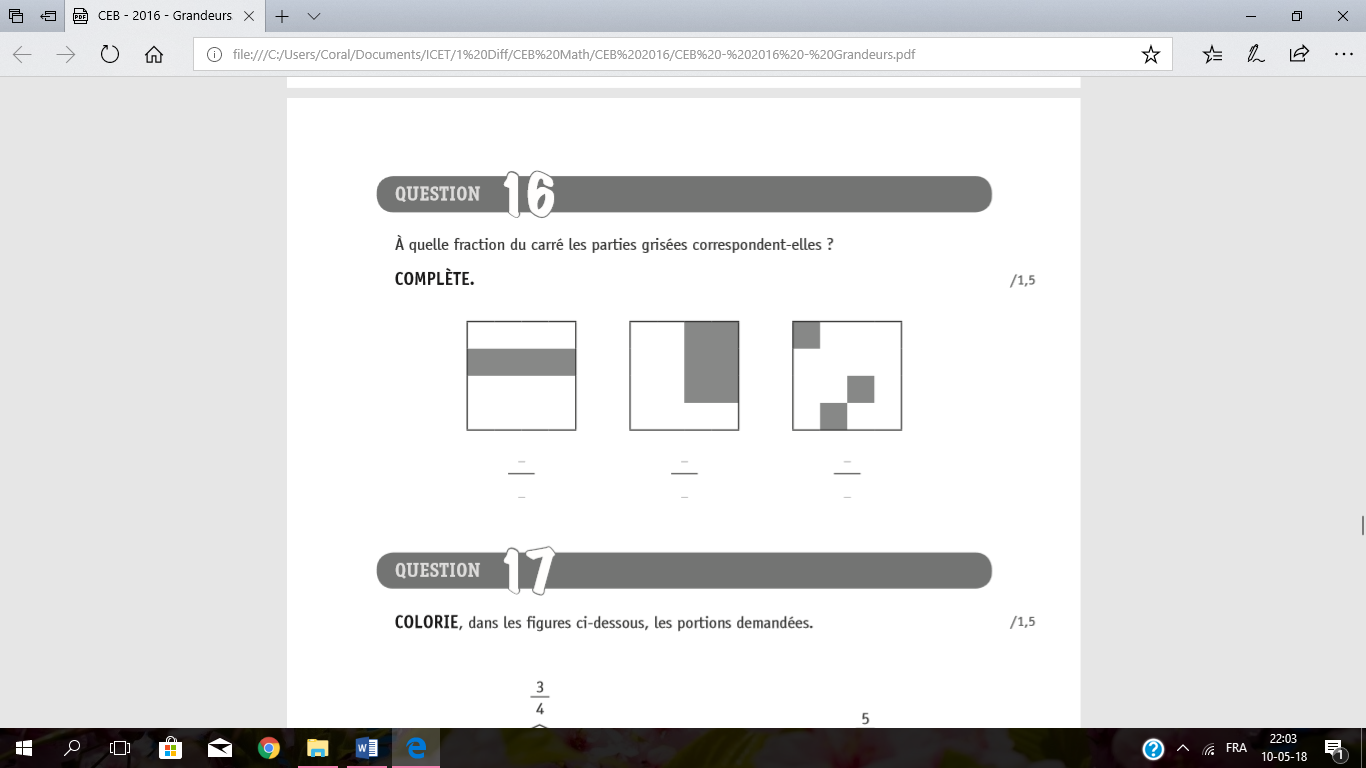 CEB - 2016 - Grandeurs
file:///C:/Users/Coral/Documents/ICET/1%20Diff/CEB%20Math/CEB%202016/CEB%20-%202016%20-%20Grandeurs.pdf
QUESTION 16
À quelle fraction du carré les parties grisées correspondent-elles ?
COMPLÈTE. /1,5
QUESTION 17
COLORIE, dans les figures ci-dessous, les portions demandées. /1,5
3
4
5
FRA
22:03
10-05-18
1